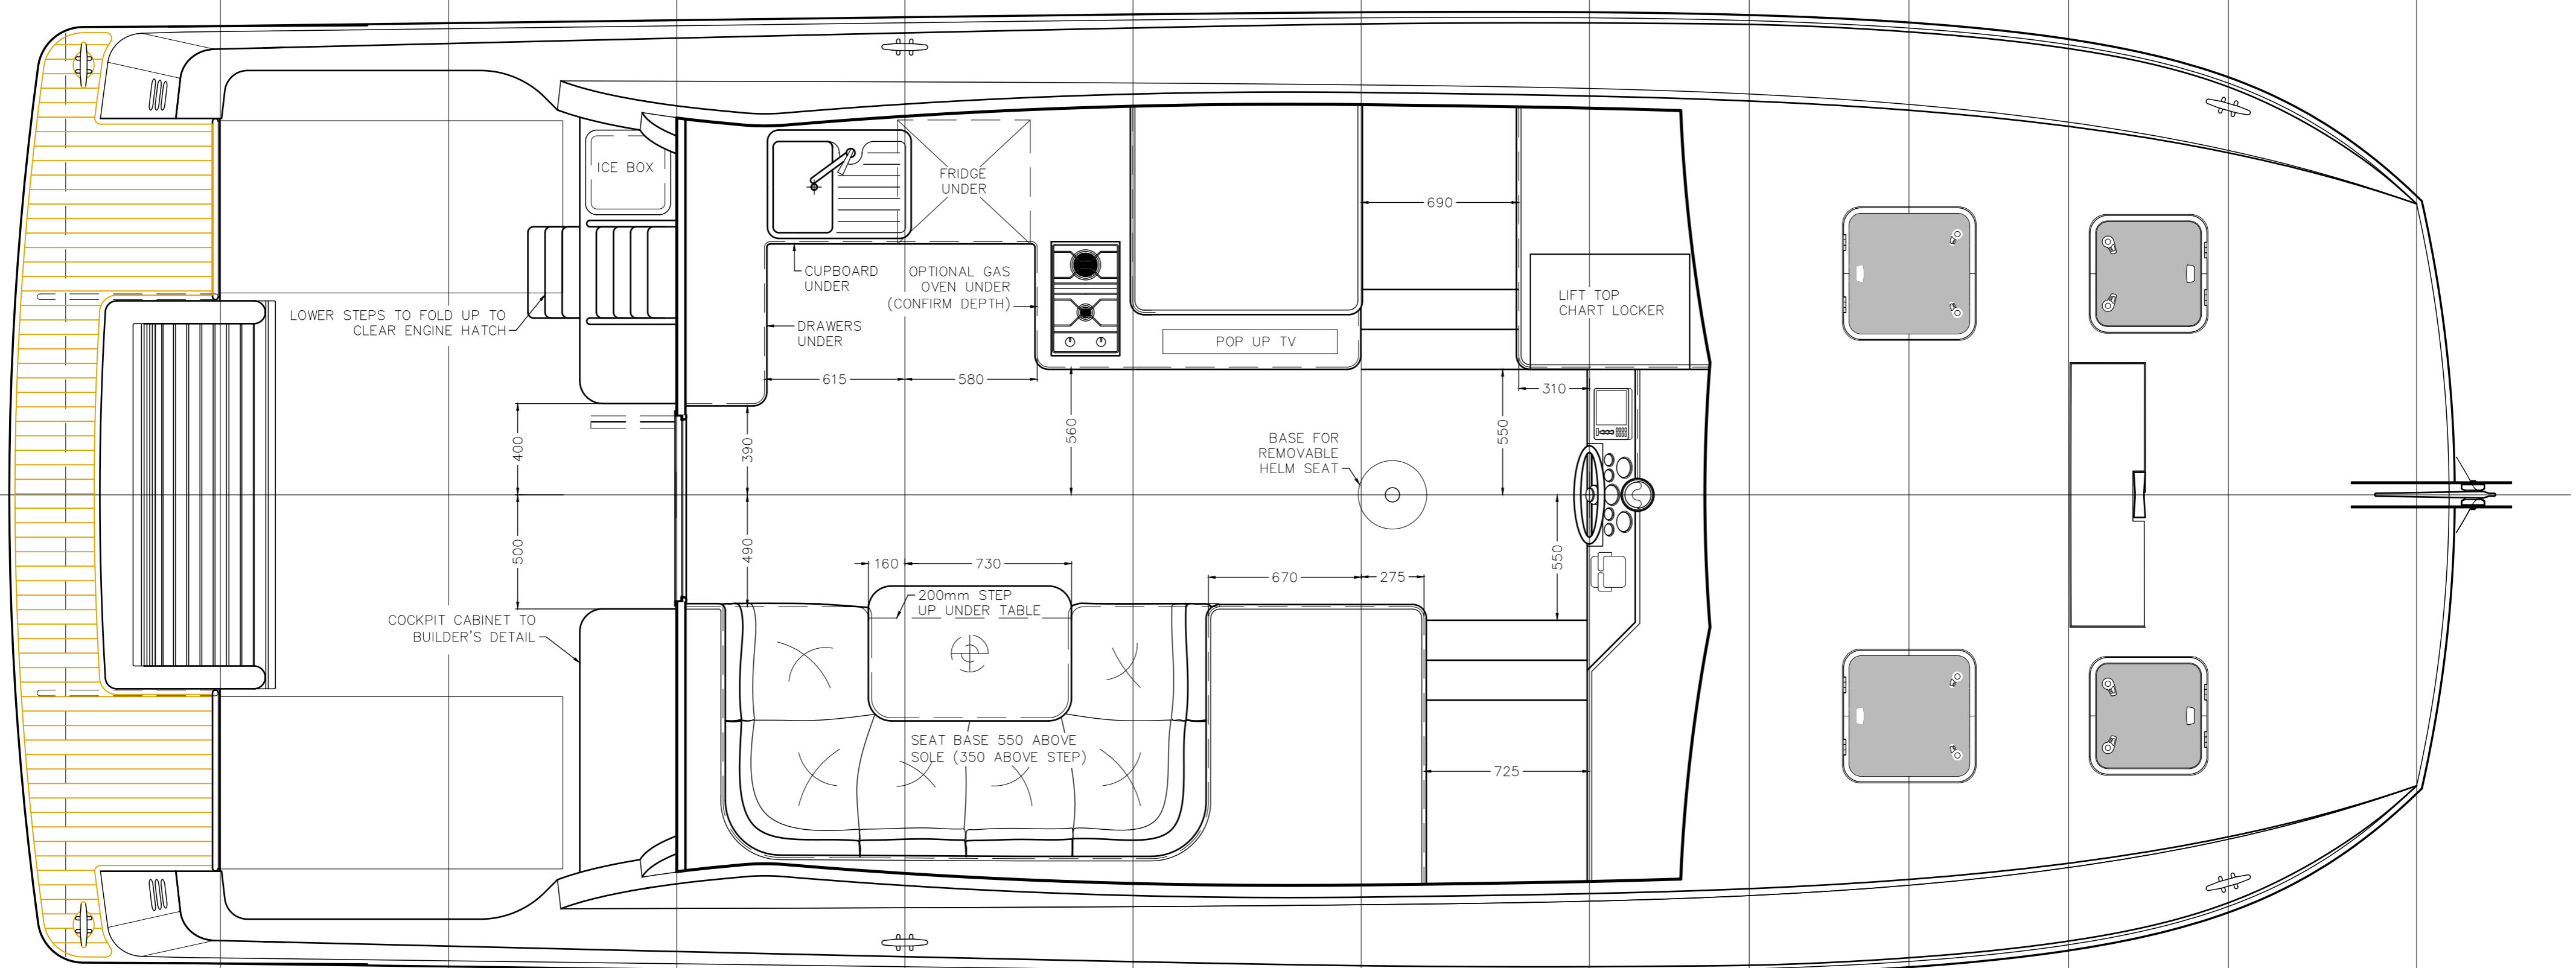 ICE BOX
FRIDGE
UNDER
690
CUPBOARD
UNDER
OPTIONAL GAS
OVEN UNDER
(CONFIRM DEPTH)
LOWER STEPS TO FOLD UP TO
CLEAR ENGINE HATCH
DRAWERS
UNDER
POP UP TV
LIFT TOP
CHART LOCKER
615
580
310
400
390
560
550
BASE FOR
REMOVABLE
HELM SEAT
500
490
550
160
730
670
275
200mm STEP
UP UNDER TABLE
COCKPIT CABINET TO
BUILDER'S DETAIL
SEAT BASE 550 ABOVE
SOLE (350 ABOVE STEP)
725